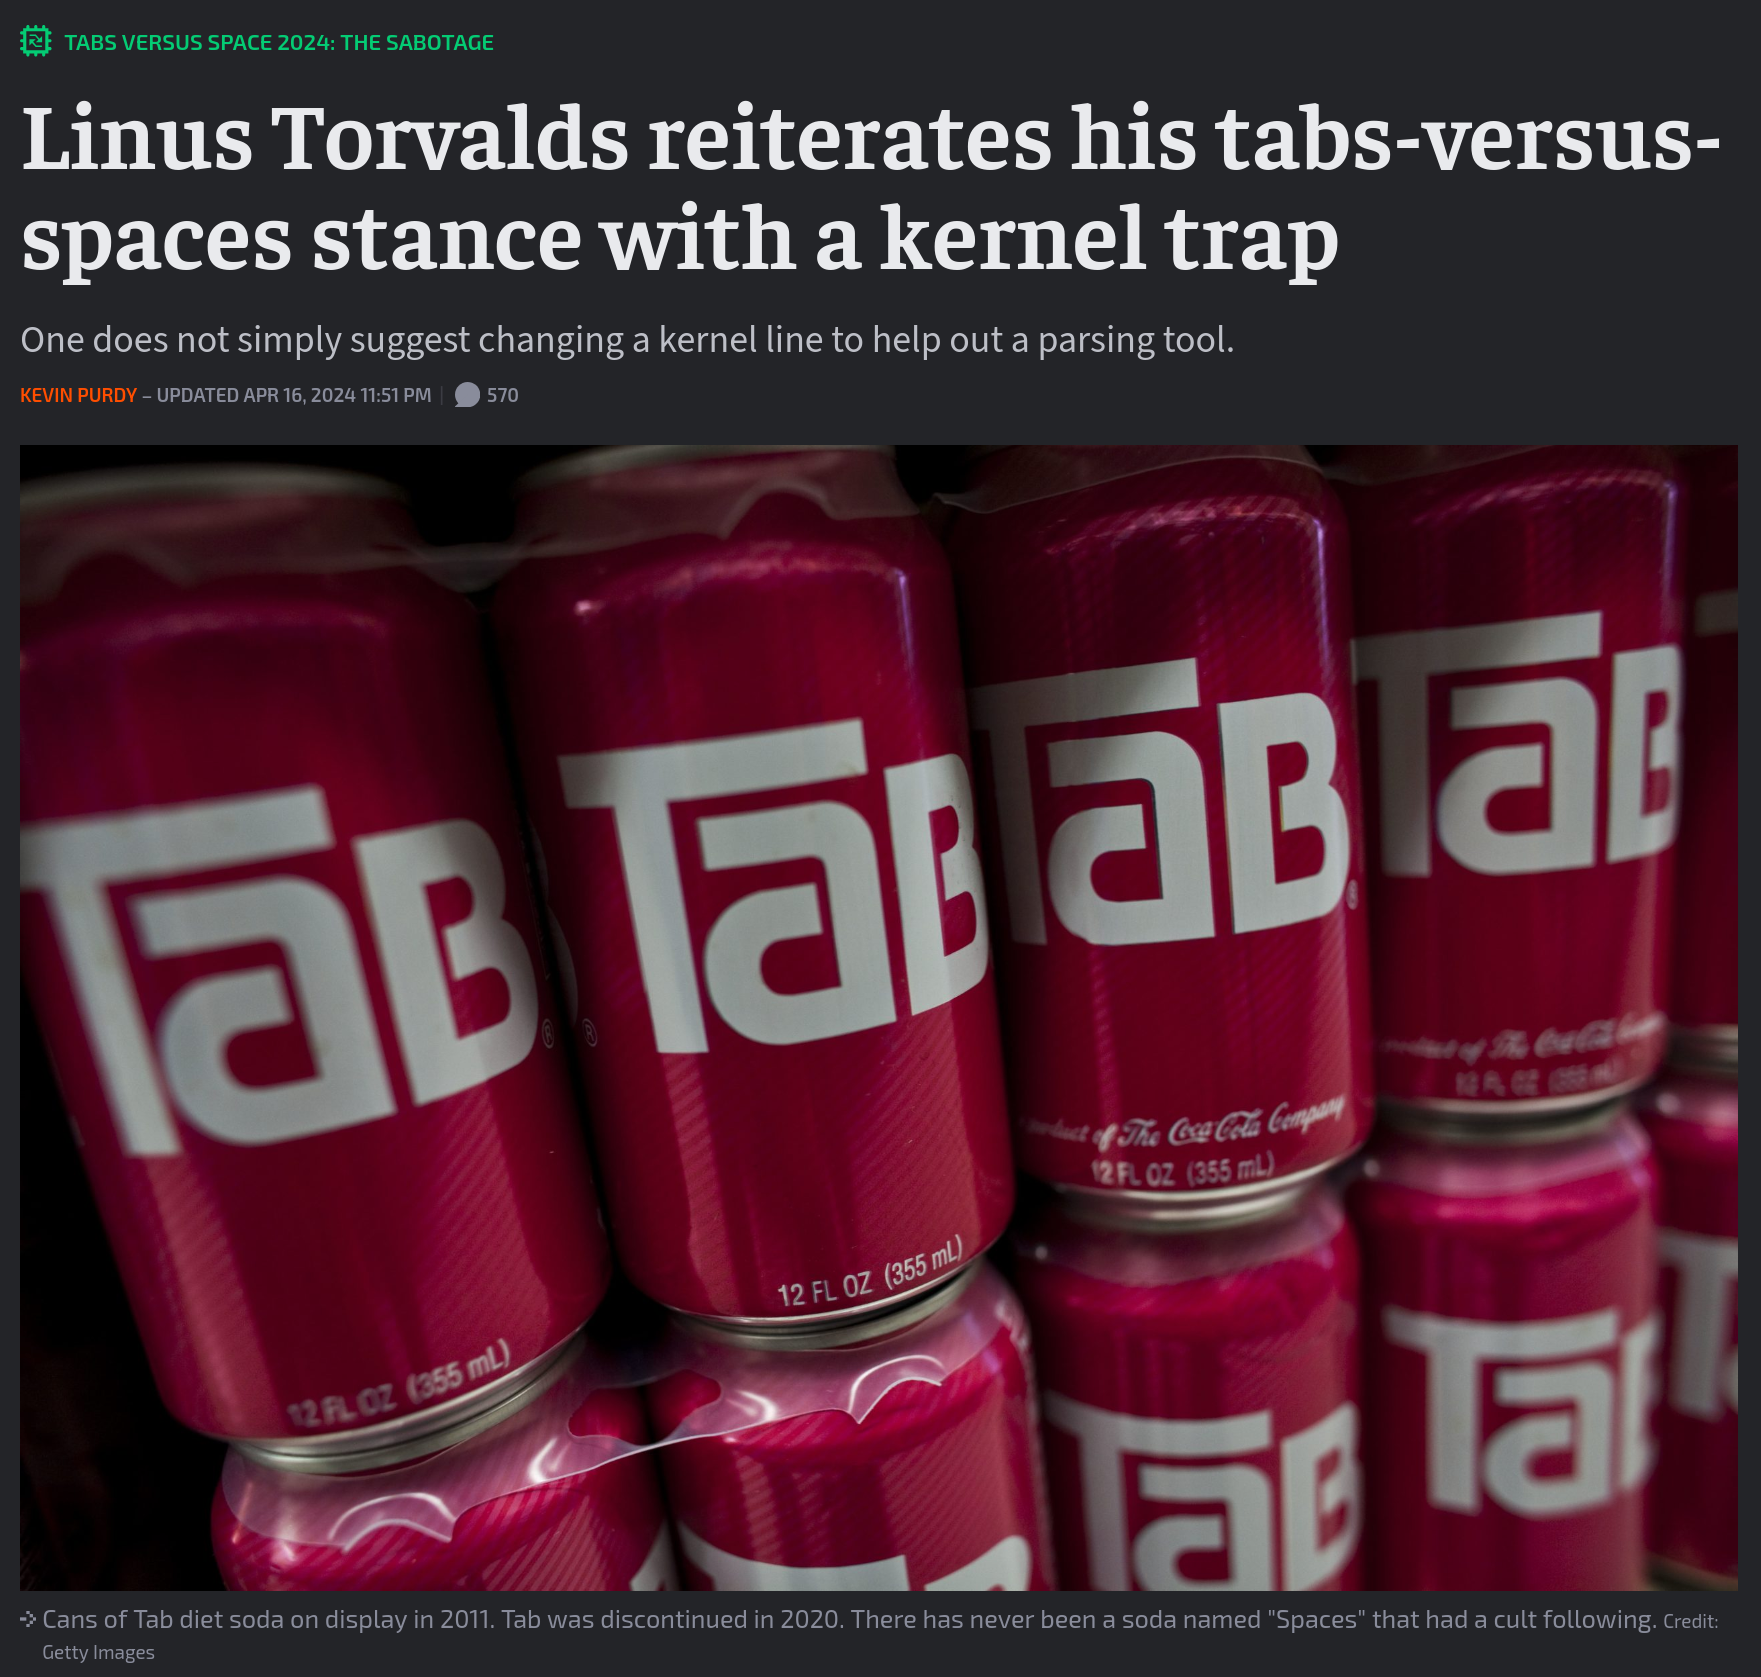 TABS VERSUS SPACE 2024: THE SABOTAGE
Linus Torvalds reiterates his tabs-versus-
spaces stance with a kernel trap
One does not simply suggest changing a kernel line to help out a parsing tool.
KEVIN PURDY – UPDATED APR 16, 2024 11:51 PM | 570
TaB ®
12 FL OZ (355 mL)
TaB ®
12 FL OZ (355 mL)
TaB ®
product of The Coca-Cola Company
12 FL OZ (355 mL)
TaB
product of The Coca-Cola
12 FL OZ (355 mL)
TaB
TaB
Cans of Tab diet soda on display in 2011. Tab was discontinued in 2020. There has never been a soda named "Spaces" that had a cult following. Credit:
Getty Images